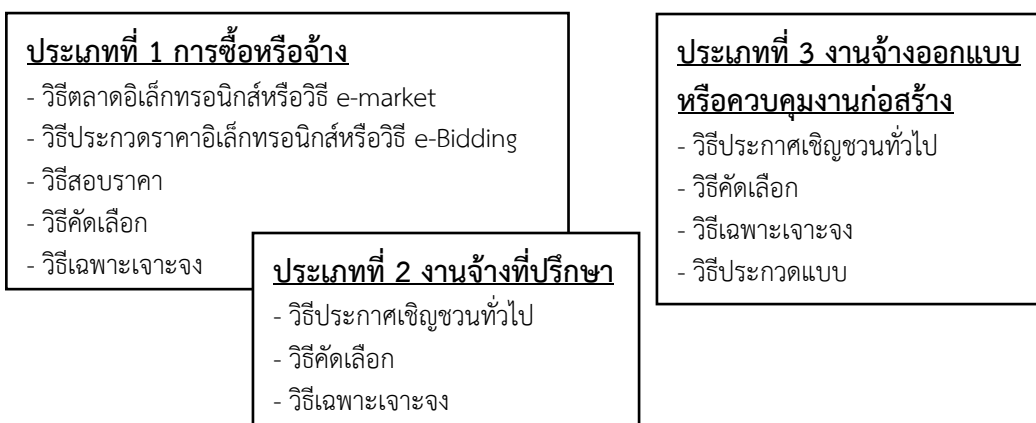 ประเภทที่ 1 การซื้อหรือจ้าง
- วิธีตลาดอิเล็กทรอนิกส์หรือวิธี e-market
- วิธีประกวดราคาอิเล็กทรอนิกส์หรือวิธี e-Bidding
- วิธีสอบราคา
- วิธีคัดเลือก
- วิธีเฉพาะเจาะจง
ประเภทที่ 2 งานจ้างที่ปรึกษา
- วิธีประกาศเชิญชวนทั่วไป
- วิธีคัดเลือก
- วิธีเฉพาะเจาะจง
ประเภทที่ 3 งานจ้างออกแบบ
หรือควบคุมงานก่อสร้าง
- วิธีประกาศเชิญชวนทั่วไป
- วิธีคัดเลือก
- วิธีเฉพาะเจาะจง
- วิธีประกวดแบบ